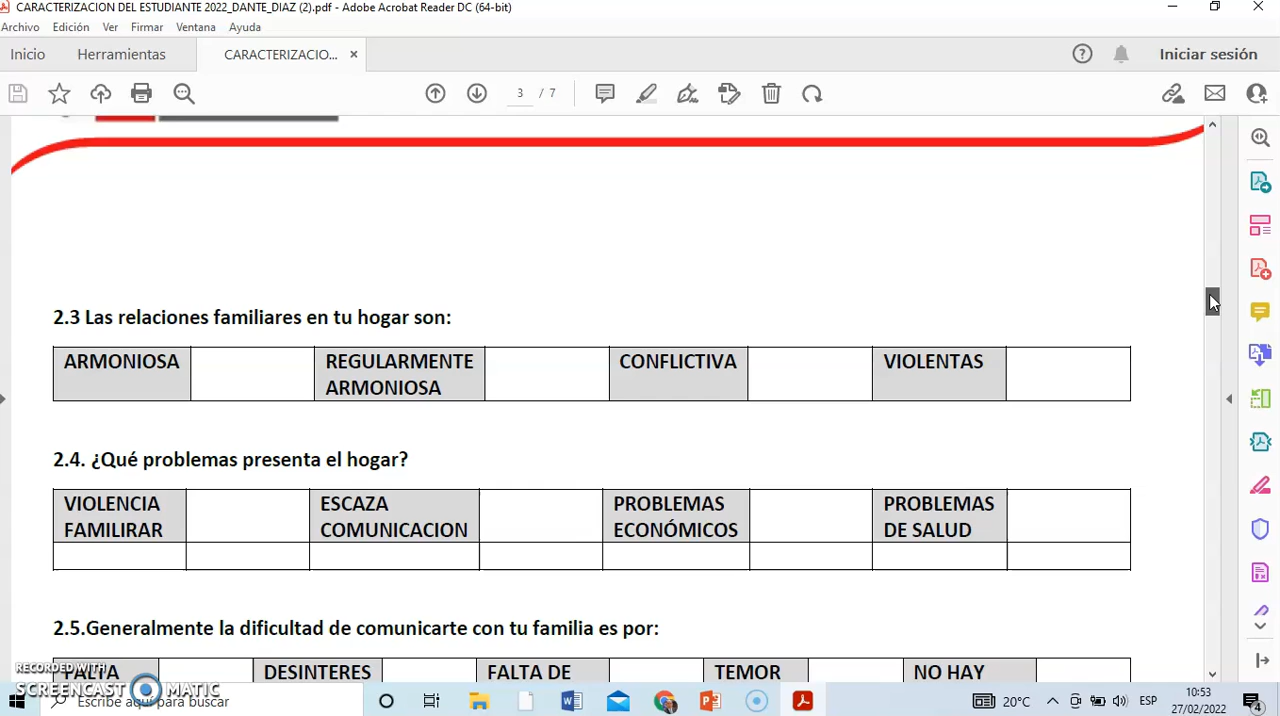 CARACTERIZACION DEL ESTUDIANTE 2022_DANTE_DIAZ (2).pdf - Adobe Acrobat Reader DC (64-bit)
Archivo Edición Ver Firmar Ventana Ayuda
Inicio Herramientas CARACTERIZACIO... × Iniciar sesión
3 / 7
2.3 Las relaciones familiares en tu hogar son:
ARMONIOSA REGULARMENTE CONFLICTIVA VIOLENTAS
ARMONIOSA
2.4. ¿Qué problemas presenta el hogar?
VIOLENCIA ESCAZA PROBLEMAS PROBLEMAS
FAMILIRAR COMUNICACION ECONÓMICOS DE SALUD
2.5.Generalmente la dificultad de comunicarte con tu familia es por:
FALTA DESINTERES FALTA DE TEMOR NO HAY
RECORDED WITH
SCREENCAST MATIC
Escribe aquí para buscar
20°C ESP
10:53
27/02/2022
4